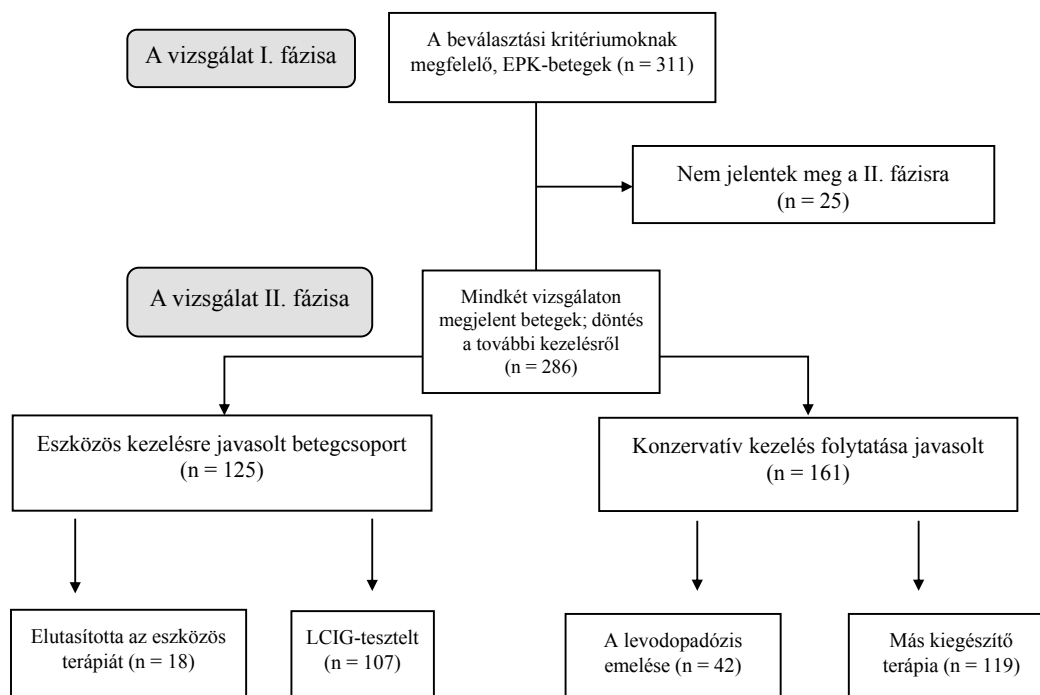 A vizsgálat I. fázisa
A beválasztási kritériumoknak
megfelelő, EPK-betegek (n = 311)
Nem jelentek meg a II. fázisra
(n = 25)
A vizsgálat II. fázisa
Mindkét vizsgálaton
megjelent betegek; döntés
a további kezelésről
(n = 286)
Eszközös kezelésre javasolt betegcsoport
(n = 125)
Konzervatív kezelés folytatása javasolt
(n = 161)
Elutasította az eszközös
terápiát (n = 18)
LCIG-tesztelt
(n = 107)
A levodopadózis
emelése (n = 42)
Más kiegészítő
terápia (n = 119)